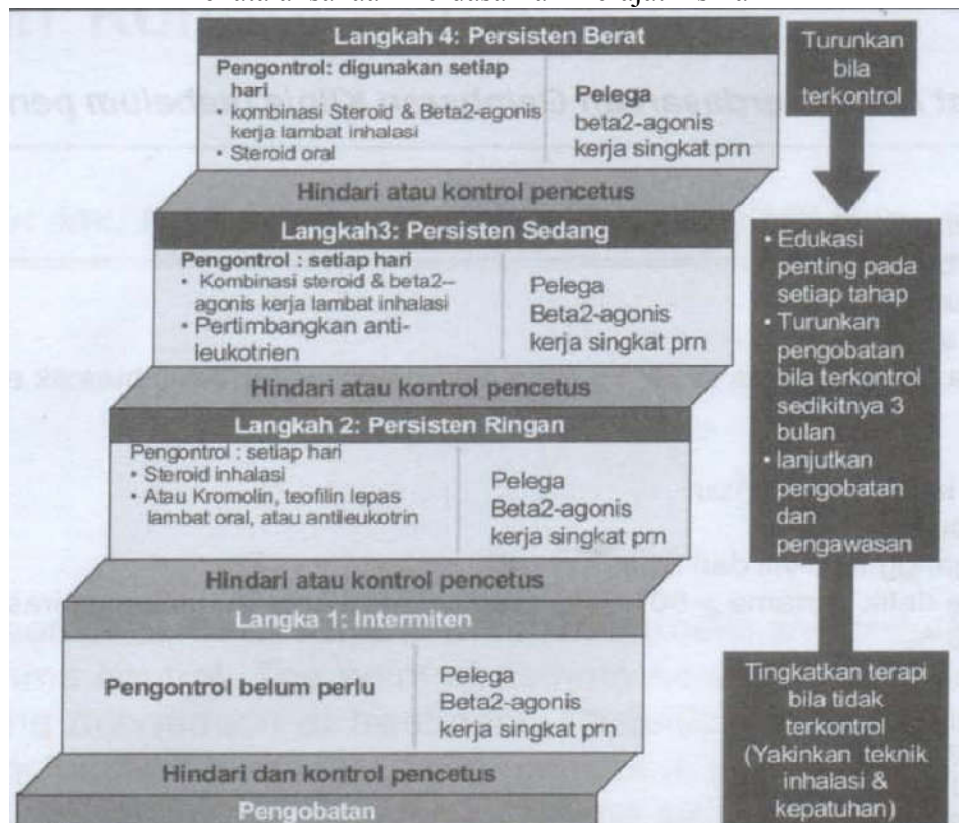 Langkah 4: Persisten Berat
Pengontrol: digunakan setiap
hari
• kombinasi Steroid & Beta2-agonis
kerja lambat inhalasi
• Steroid oral
Pelega
beta2-agonis
kerja singkat prn
Hindari atau kontrol pencetus
Langkah3: Persisten Sedang
Pengontrol : setiap hari
• Kombinasi steroid & beta2--
agonis kerja lambat inhalasi
• Pertimbangkan anti-
leukotrien
Pelega
Beta2-agonis
kerja singkat prn
Hindari atau kontrol pencetus
Langkah 2: Persisten Ringan
Pengontrol : setiap hari
• Steroid inhalasi
• Atau Kromolin, teofilin lepas
lambat oral, atau antileukotrin
Pelega
Beta2-agonis
kerja singkat prn
Hindari atau kontrol pencetus
Langka 1: Intermiten
Pengontrol belum perlu
Pelega
Beta2-agonis
kerja singkat prn
Hindari dan kontrol pencetus
Pengobatan
Turunkan
bila
terkontrol
• Edukasi
penting pada
setiap tahap
• Turunkan
pengobatan
bila terkontrol
sedikitnya 3
bulan
• lanjutkan
pengobatan
dan
pengawasan
Tingkatkan terapi
bila tidak
terkontrol
(Yakinkan teknik
inhalasi &
kepatuhan)